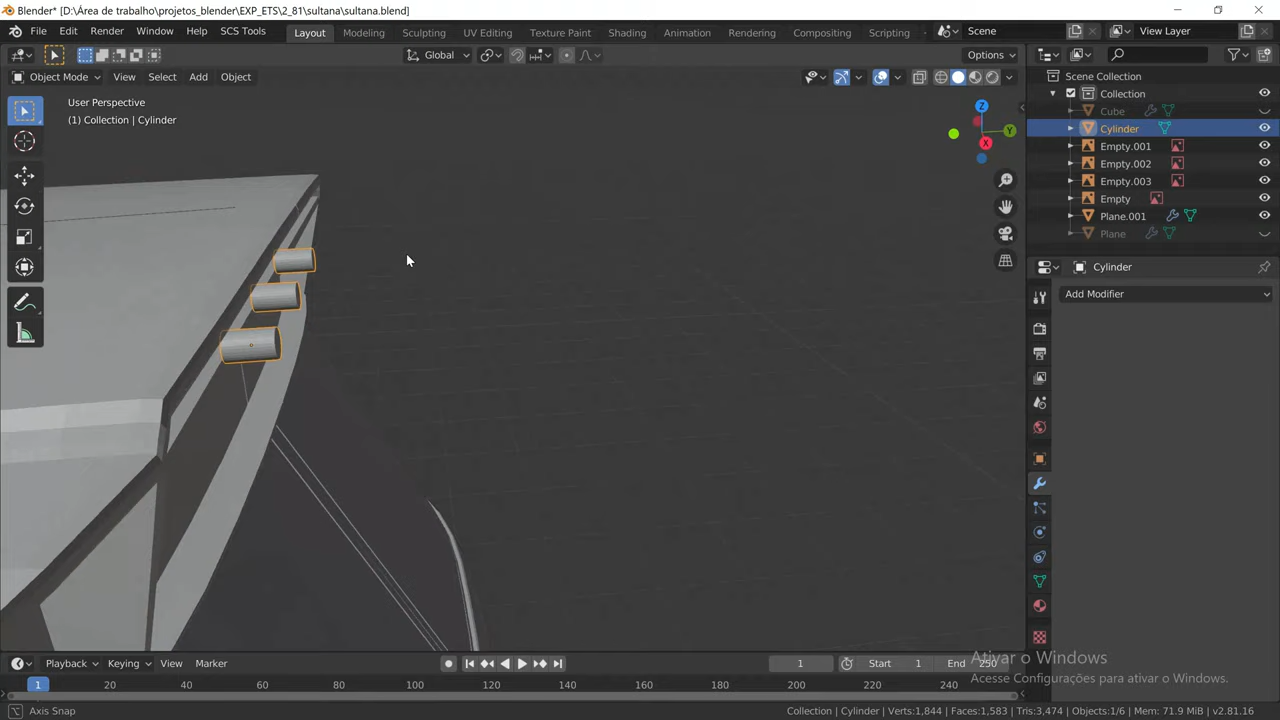 Blender* [D:\Área de trabalho\projetos_blender\EXP_ETS\2_81\sultana\sultana.blend]
File Edit Render Window Help SCS Tools Layout Modeling Sculpting UV Editing Texture Paint Shading Animation Rendering Compositing Scripting Scene View Layer
Global Options
Object Mode View Select Add Object
User Perspective
(1) Collection | Cylinder
Z
Y
X
Scene Collection
Collection
Cube
Cylinder
Empty.001
Empty.002
Empty.003
Empty
Plane.001
Plane
Cylinder
Add Modifier
Ativar o Windows
Acesse Configurações para ativar o Windows.
Playback Keying View Marker 1 Start 1 End 250
1 20 40 60 80 100 120 140 160 180 200 220 240
Axis Snap
Collection | Cylinder | Verts:1,844 | Faces:1,583 | Tris:3,474 | Objects:1/6 | Mem: 71.9 MiB | v2.81.16